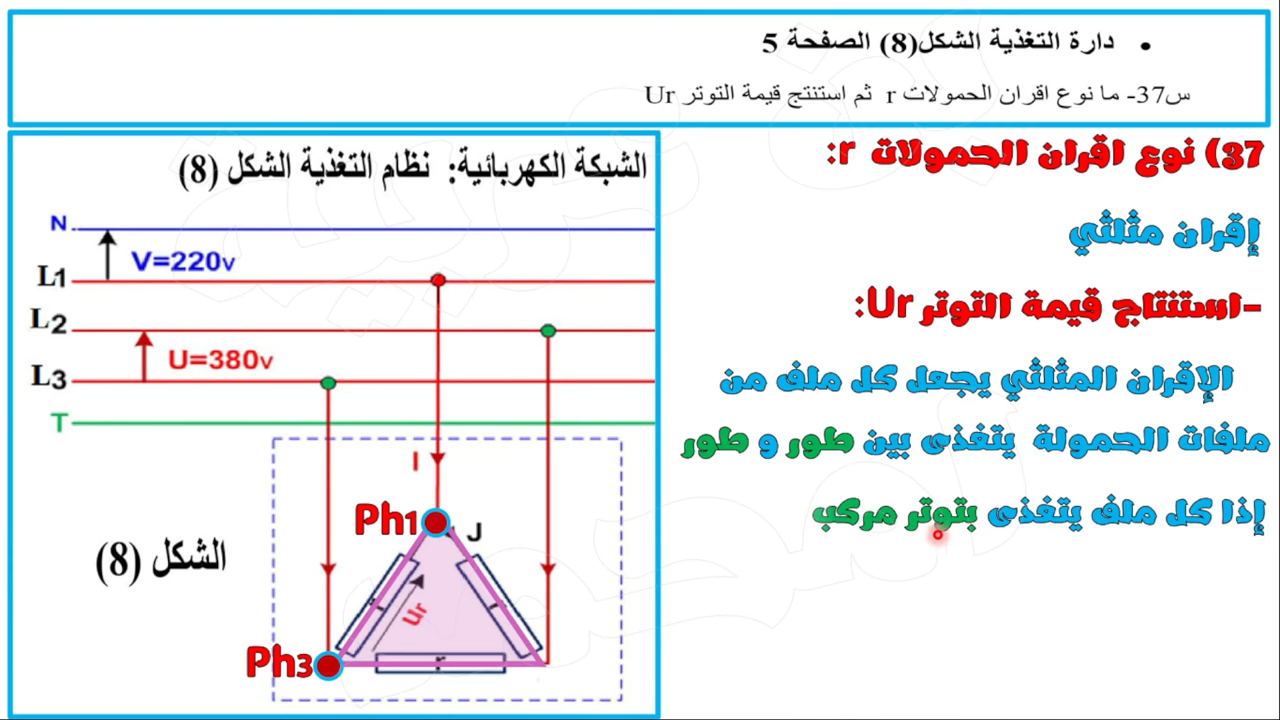 • دارة التغذية الشكل(8) الصفحة 5
س37- ما نوع اقران الحمولات r ثم استنتج قيمة التوتر Ur
37) نوع اقران الحمولات r:
إقران مثلثي
-استنتاج قيمة التوتر Ur:
الإقران المثلثي يجعل كل ملف من
ملفات الحمولة يتغذى بين طور و طور
إذا كل ملف يتغذى بتوتر مركب
الشبكة الكهربائية: نظام التغذية الشكل (8)
N
V=220v
L1
L2
U=380v
L3
T
I
Ph1
J
الشكل (8)
r
r
Ur
Ph3
r